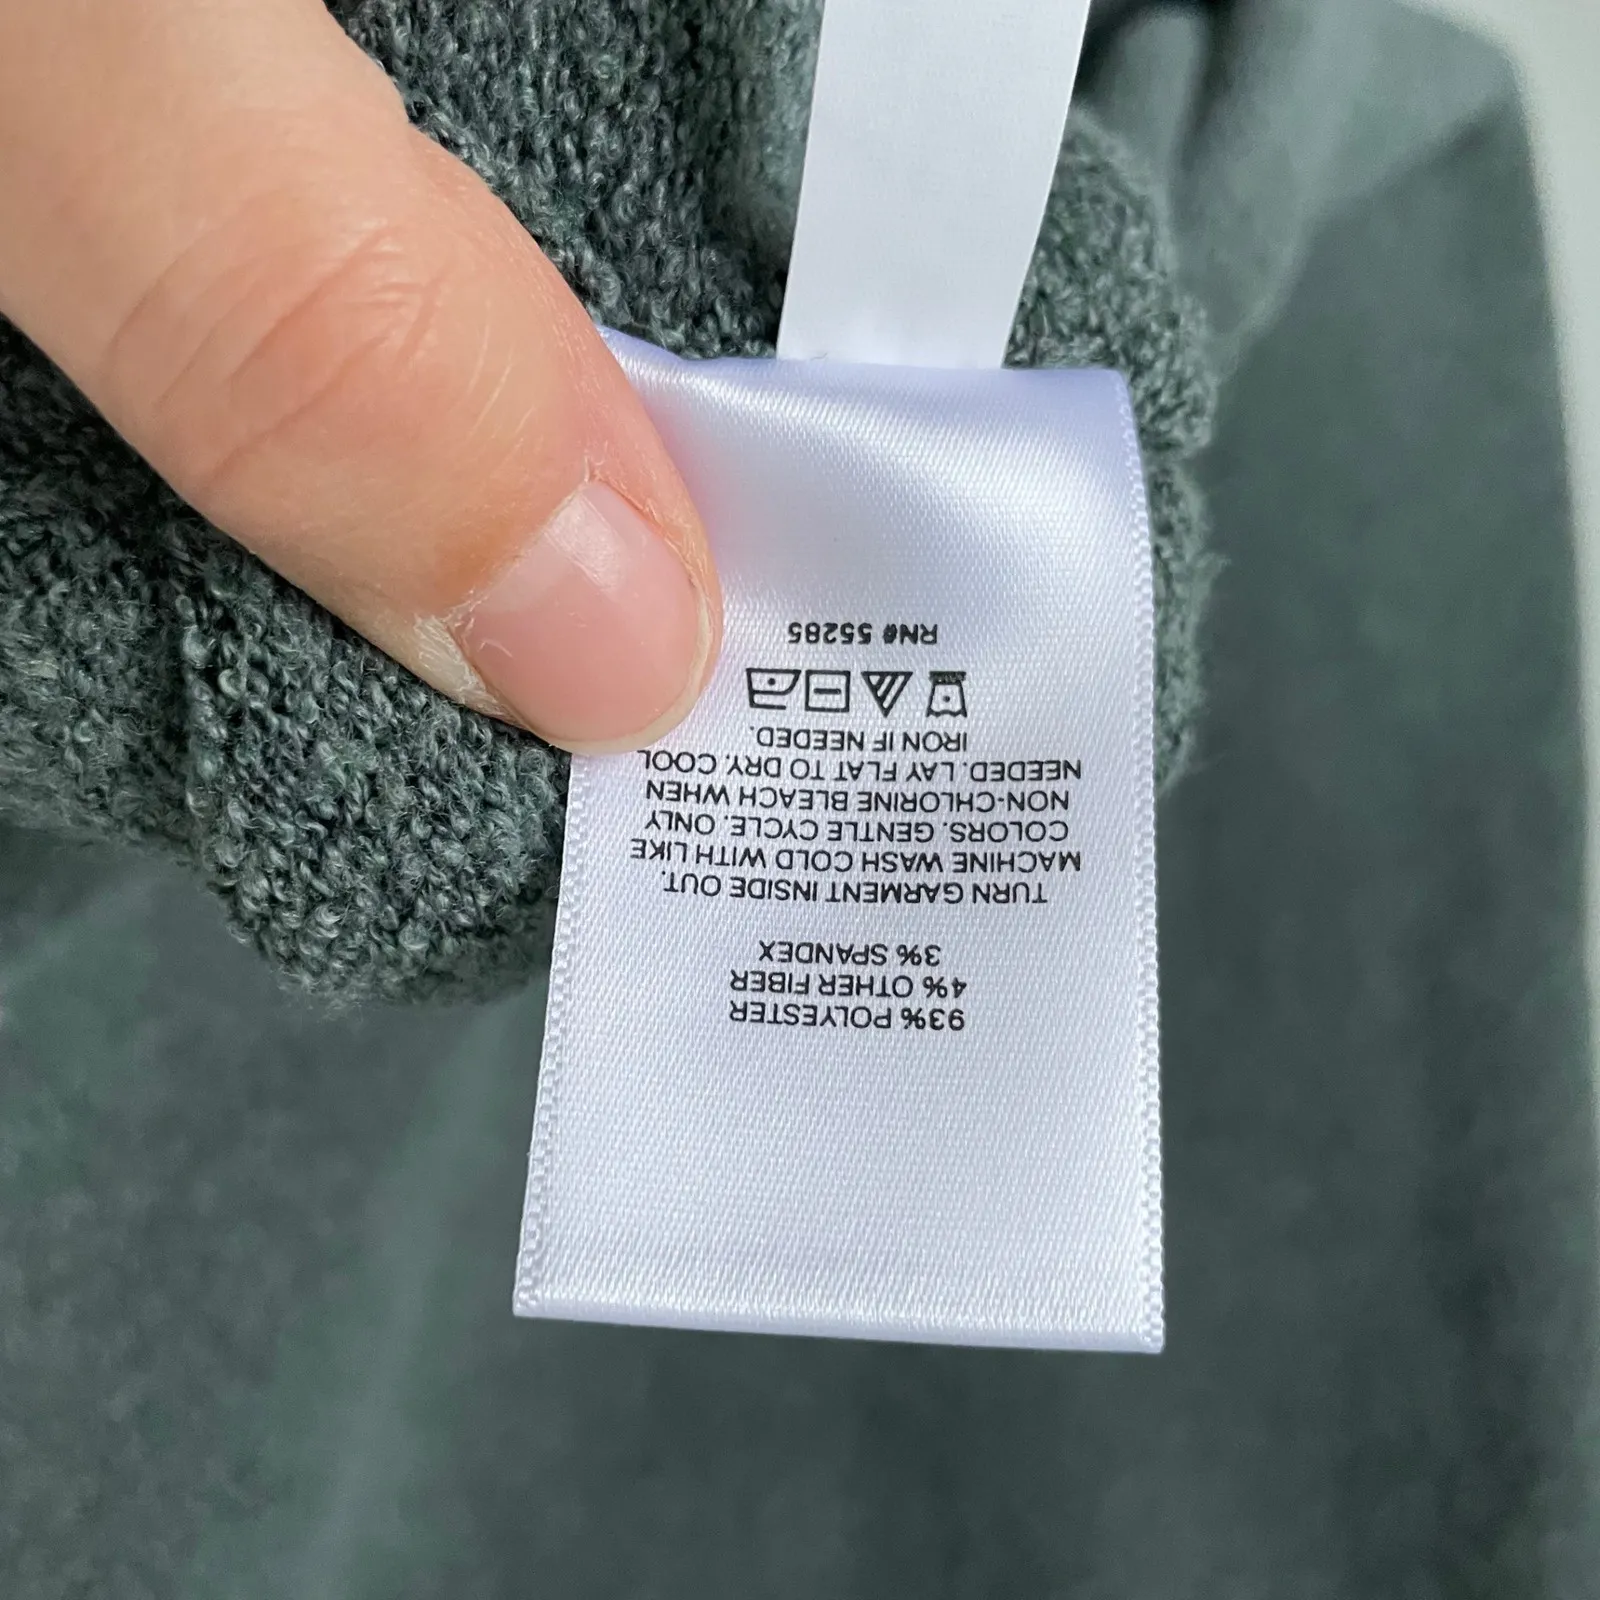 93% POLYESTER
4% OTHER FIBER
3% SPANDEX
TURN GARMENT INSIDE OUT.
MACHINE WASH COLD WITH LIKE
COLORS. GENTLE CYCLE. ONLY
NON-CHLORINE BLEACH WHEN
NEEDED. LAY FLAT TO DRY. COOL
IRON IF NEEDED.
RN# 55285